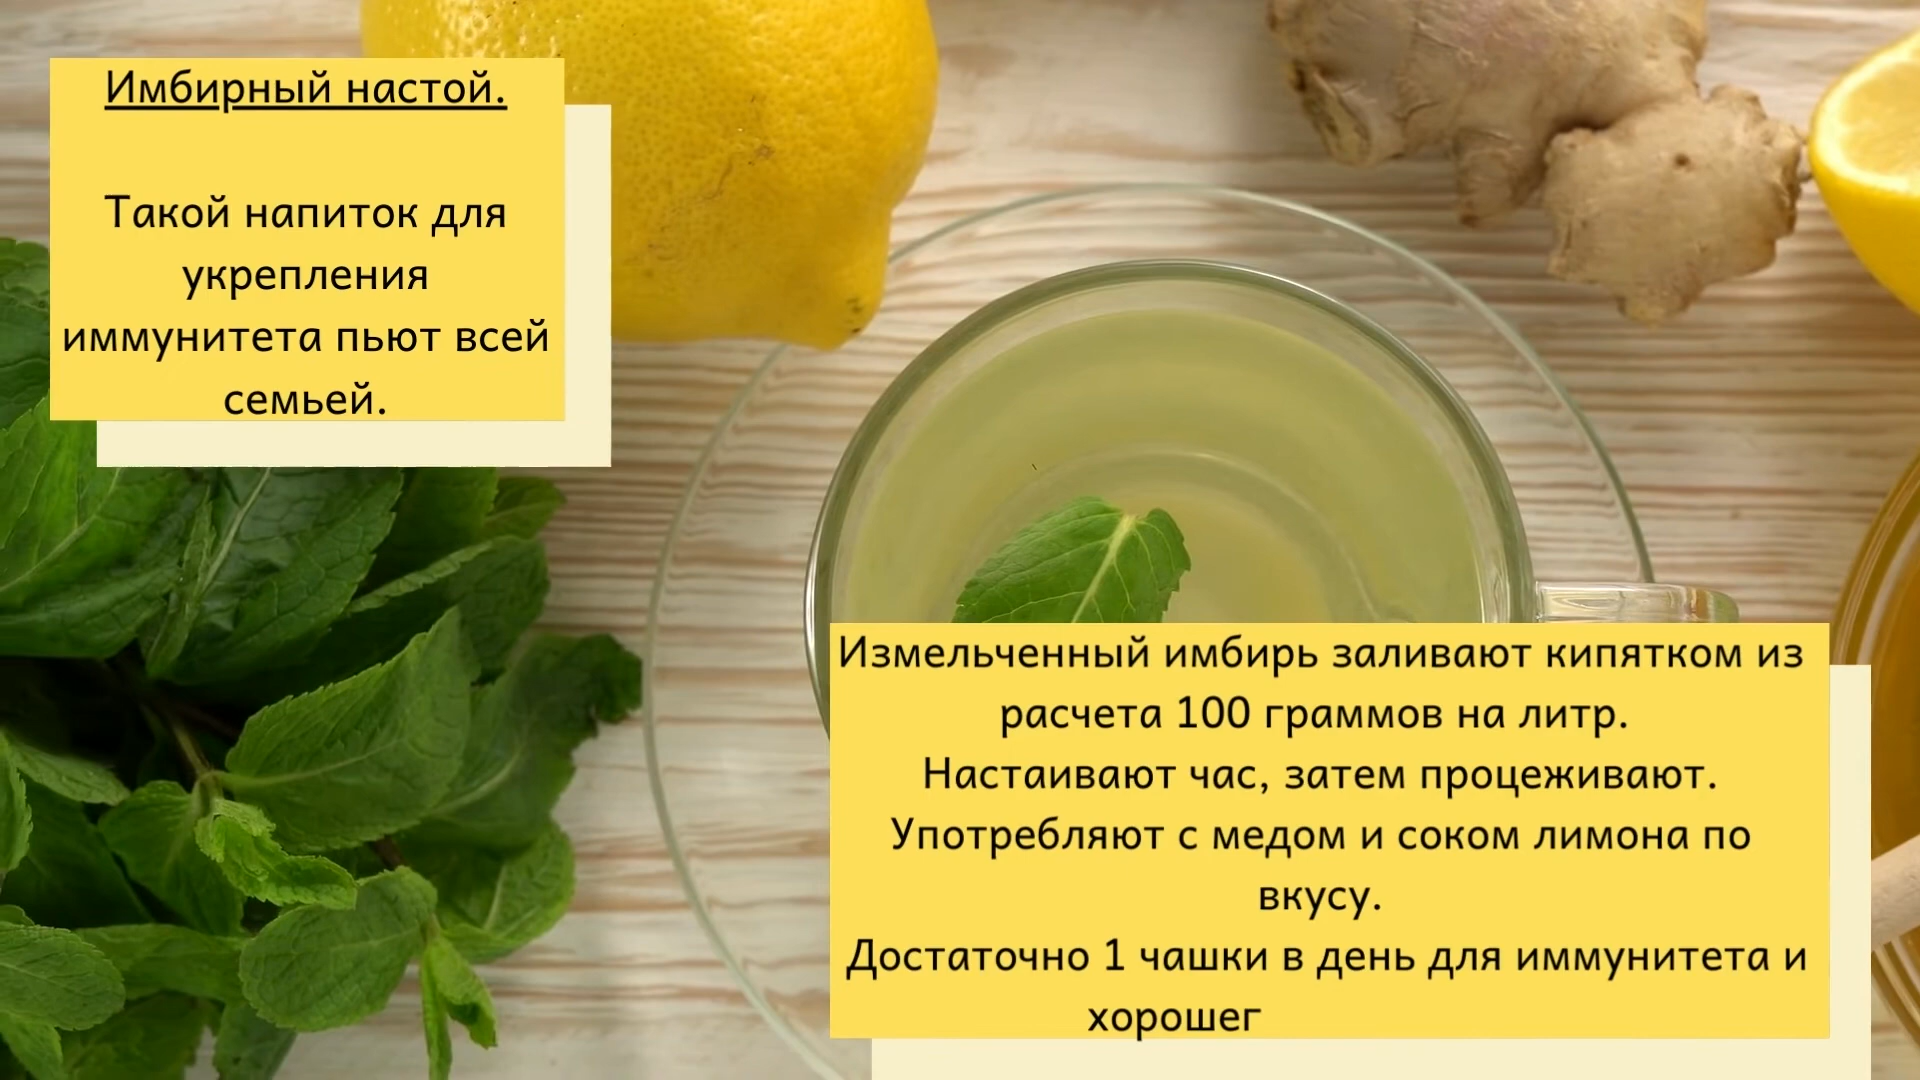 Имбирный настой.
Такой напиток для
укрепления
иммунитета пьют всей
семьей.
Измельченный имбирь заливают кипятком из
расчета 100 граммов на литр.
Настаивают час, затем процеживают.
Употребляют с медом и соком лимона по
вкусу.
Достаточно 1 чашки в день для иммунитета и
хорошег